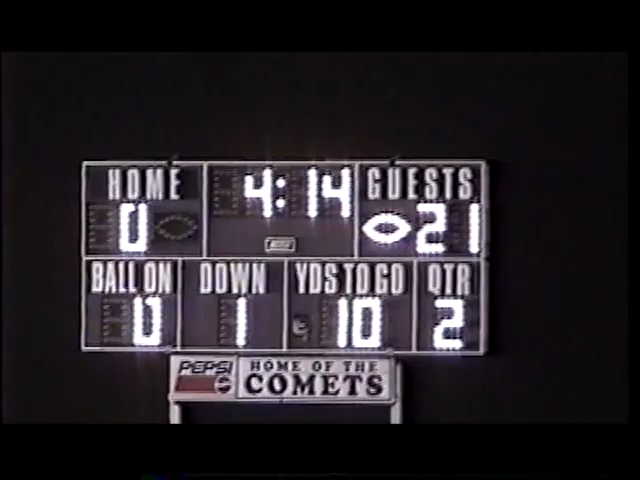 HOME 4:14 GUESTS
0 21
BALL ON DOWN YDS TO GO QTR
0 1 10 2
PEPSI HOME OF THE
COMETS